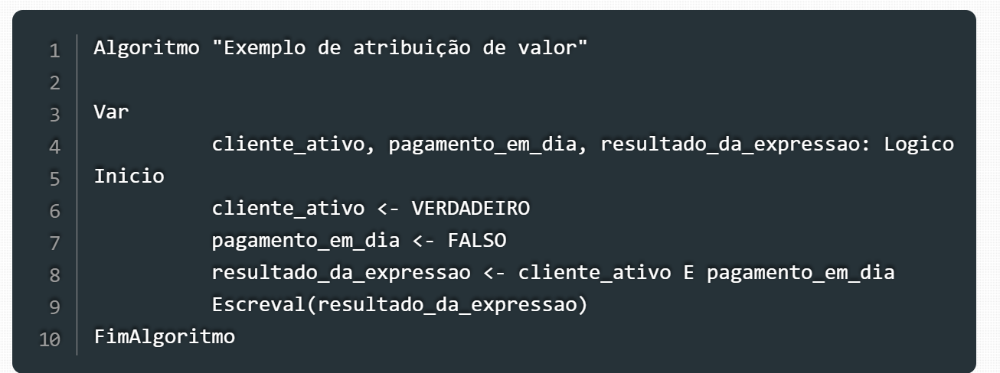 1 Algoritmo "Exemplo de atribuição de valor"
2
3 Var
4 cliente_ativo, pagamento_em_dia, resultado_da_expressao: Logico
5 Inicio
6 cliente_ativo <- VERDADEIRO
7 pagamento_em_dia <- FALSO
8 resultado_da_expressao <- cliente_ativo E pagamento_em_dia
9 Escreval(resultado_da_expressao)
10 FimAlgoritmo